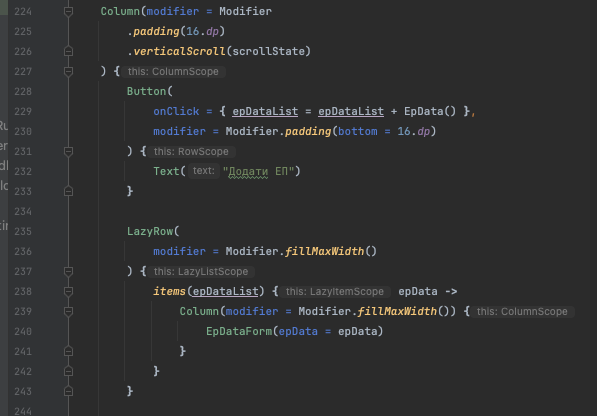 224 Column(modifier = Modifier
225 .padding(16.dp)
226 .verticalScroll(scrollState)
227 ) { this: ColumnScope
228 Button(
229 onClick = { epDataList = epDataList + EpData() },
230 modifier = Modifier.padding(bottom = 16.dp)
231 ) { this: RowScope
232 Text( text: "Додати ЕП")
233 }
234
235 LazyRow(
236 modifier = Modifier.fillMaxWidth()
237 ) { this: LazyListScope
238 items(epDataList) { this: LazyItemScope epData ->
239 Column(modifier = Modifier.fillMaxWidth()) { this: ColumnScope
240 EpDataForm(epData = epData)
241 }
242 }
243 }
244